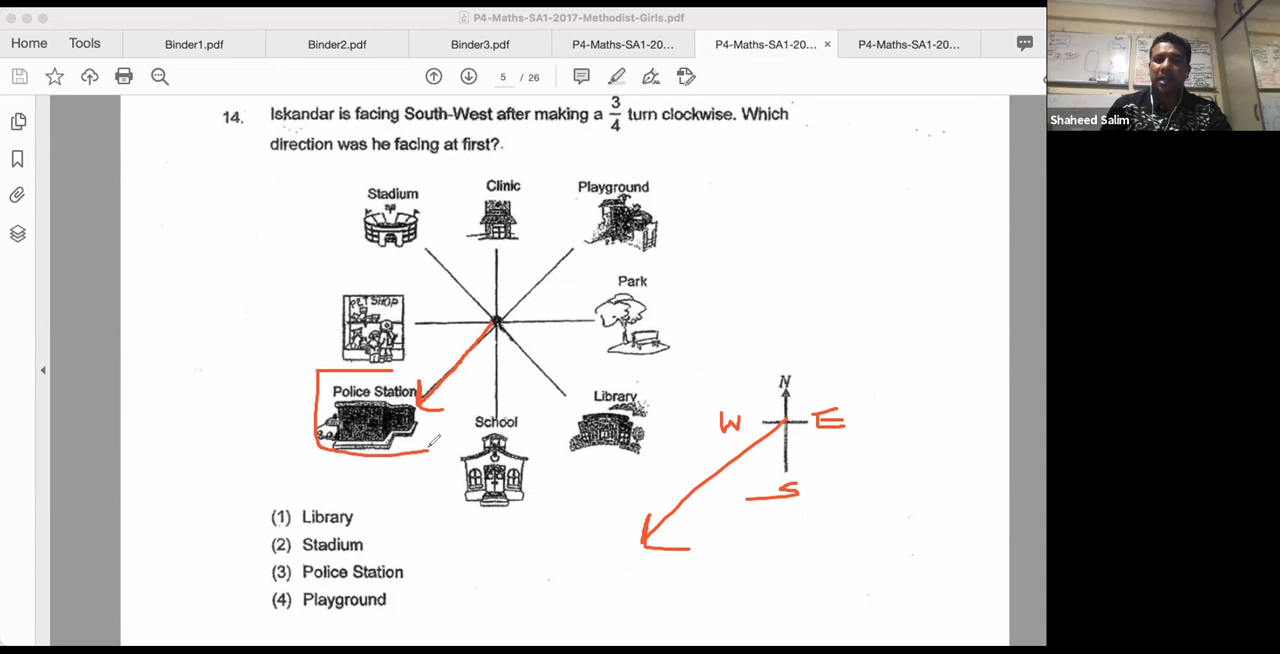 P4-Maths-SA1-2017-Methodist-Girls.pdf
Home Tools Binder1.pdf Binder2.pdf Binder3.pdf P4-Maths-SA1-20... P4-Maths-SA1-20... × P4-Maths-SA1-20...
5 / 26
Shaheed Salim
14. Iskandar is facing South-West after making a 3/4 turn clockwise. Which
direction was he facing at first?
Stadium Clinic Playground
Park
PET SHOP
Police Station Library
School
N
W E
S
(1) Library
(2) Stadium
(3) Police Station
(4) Playground